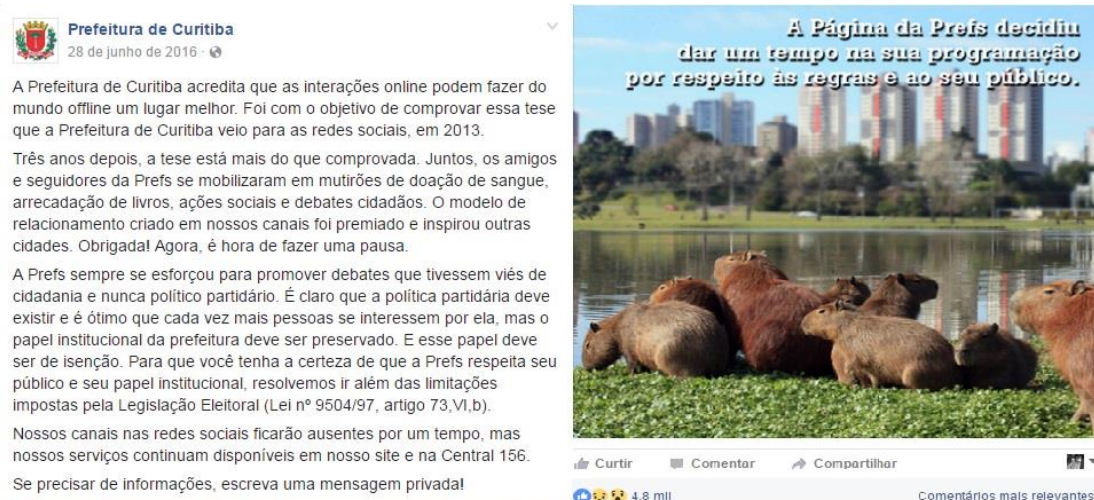 Prefeitura de Curitiba
28 de junho de 2016 ·
A Prefeitura de Curitiba acredita que as interações online podem fazer do
mundo offline um lugar melhor. Foi com o objetivo de comprovar essa tese
que a Prefeitura de Curitiba veio para as redes sociais, em 2013.
Três anos depois, a tese está mais do que comprovada. Juntos, os amigos
e seguidores da Prefs se mobilizaram em mutirões de doação de sangue,
arrecadação de livros, ações sociais e debates cidadãos. O modelo de
relacionamento criado em nossos canais foi premiado e inspirou outras
cidades. Obrigada! Agora, é hora de fazer uma pausa.
A Prefs sempre se esforçou para promover debates que tivessem viés de
cidadania e nunca político partidário. É claro que a política partidária deve
existir e é ótimo que cada vez mais pessoas se interessem por ela, mas o
papel institucional da prefeitura deve ser preservado. E esse papel deve
ser de isenção. Para que você tenha a certeza de que a Prefs respeita seu
público e seu papel institucional, resolvemos ir além das limitações
impostas pela Legislação Eleitoral (Lei nº 9504/97, artigo 73,VI,b).
Nossos canais nas redes sociais ficarão ausentes por um tempo, mas
nossos serviços continuam disponíveis em nosso site e na Central 156.
Se precisar de informações, escreva uma mensagem privada!
A Página da Prefs decidiu
dar um tempo na sua programação
por respeito às regras e ao seu público.
Curtir Comentar Compartilhar
4,8 mil Comentários mais relevantes